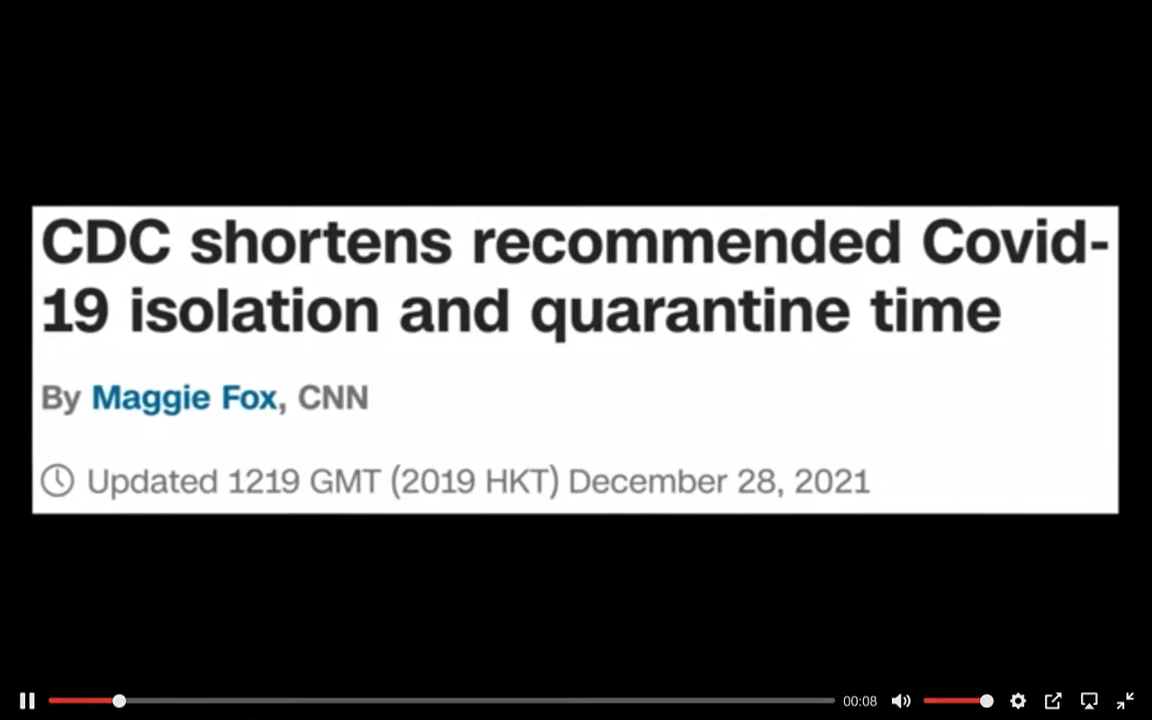 CDC shortens recommended Covid-
19 isolation and quarantine time
By Maggie Fox, CNN
Updated 1219 GMT (2019 HKT) December 28, 2021
00:08